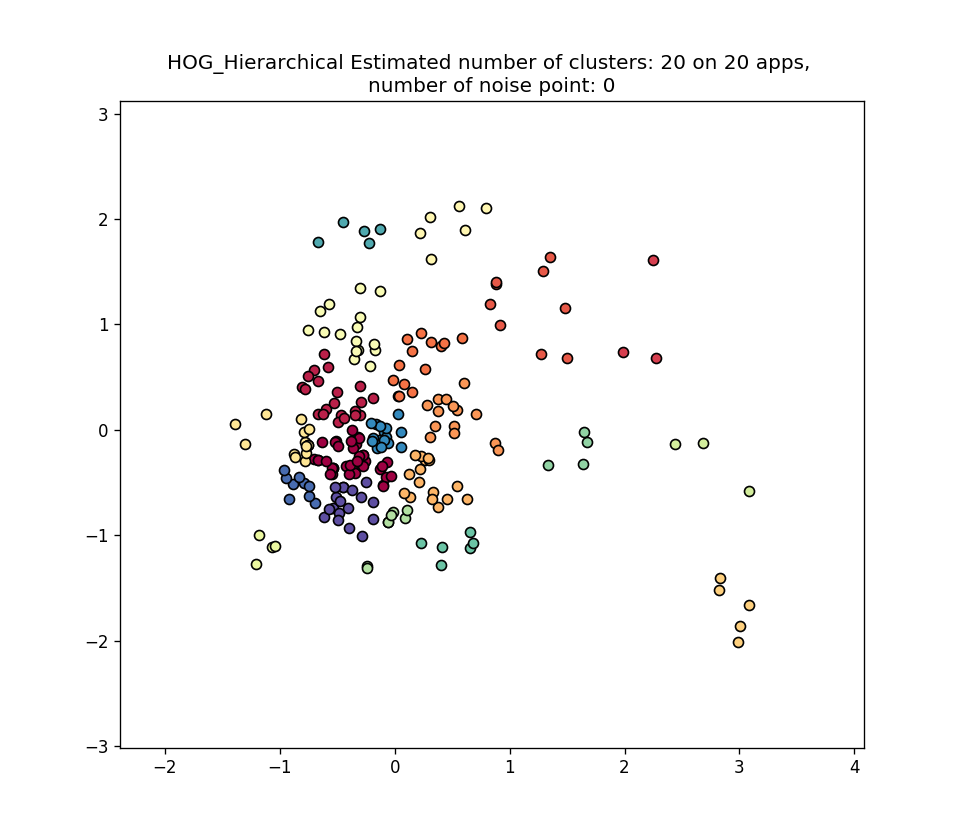 HOG_Hierarchical Estimated number of clusters: 20 on 20 apps,
number of noise point: 0
3
2
1
0
−1
−2
−3
−2 −1 0 1 2 3 4